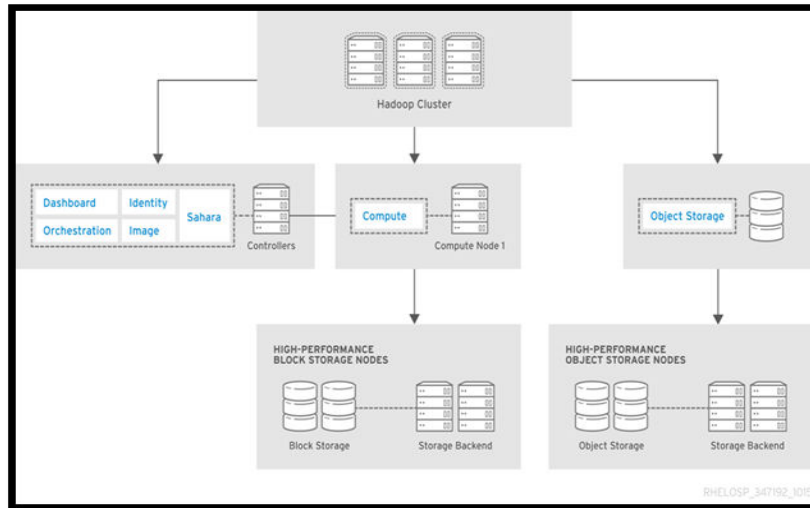 Hadoop Cluster
Dashboard
Identity
Sahara
Orchestration
Image
Controllers
Compute
Compute Node 1
Object Storage
HIGH-PERFORMANCE
BLOCK STORAGE NODES
Block Storage
Storage Backend
HIGH-PERFORMANCE
OBJECT STORAGE NODES
Object Storage
Storage Backend
RHELOSP_347192_1015